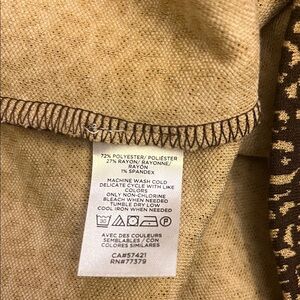 72% POLYESTER/ POLIÉSTER
27% RAYON/RAYONNE/
RAYÓN
1% SPANDEX
MACHINE WASH COLD
DELICATE CYCLE WITH LIKE
COLORS
ONLY NON-CHLORINE
BLEACH WHEN NEEDED
TUMBLE DRY LOW
COOL IRON WHEN NEEDED
AVEC DES COULEURS
SEMBLABLES / CON
COLORES SIMILARES
CA#57421
RN#77379